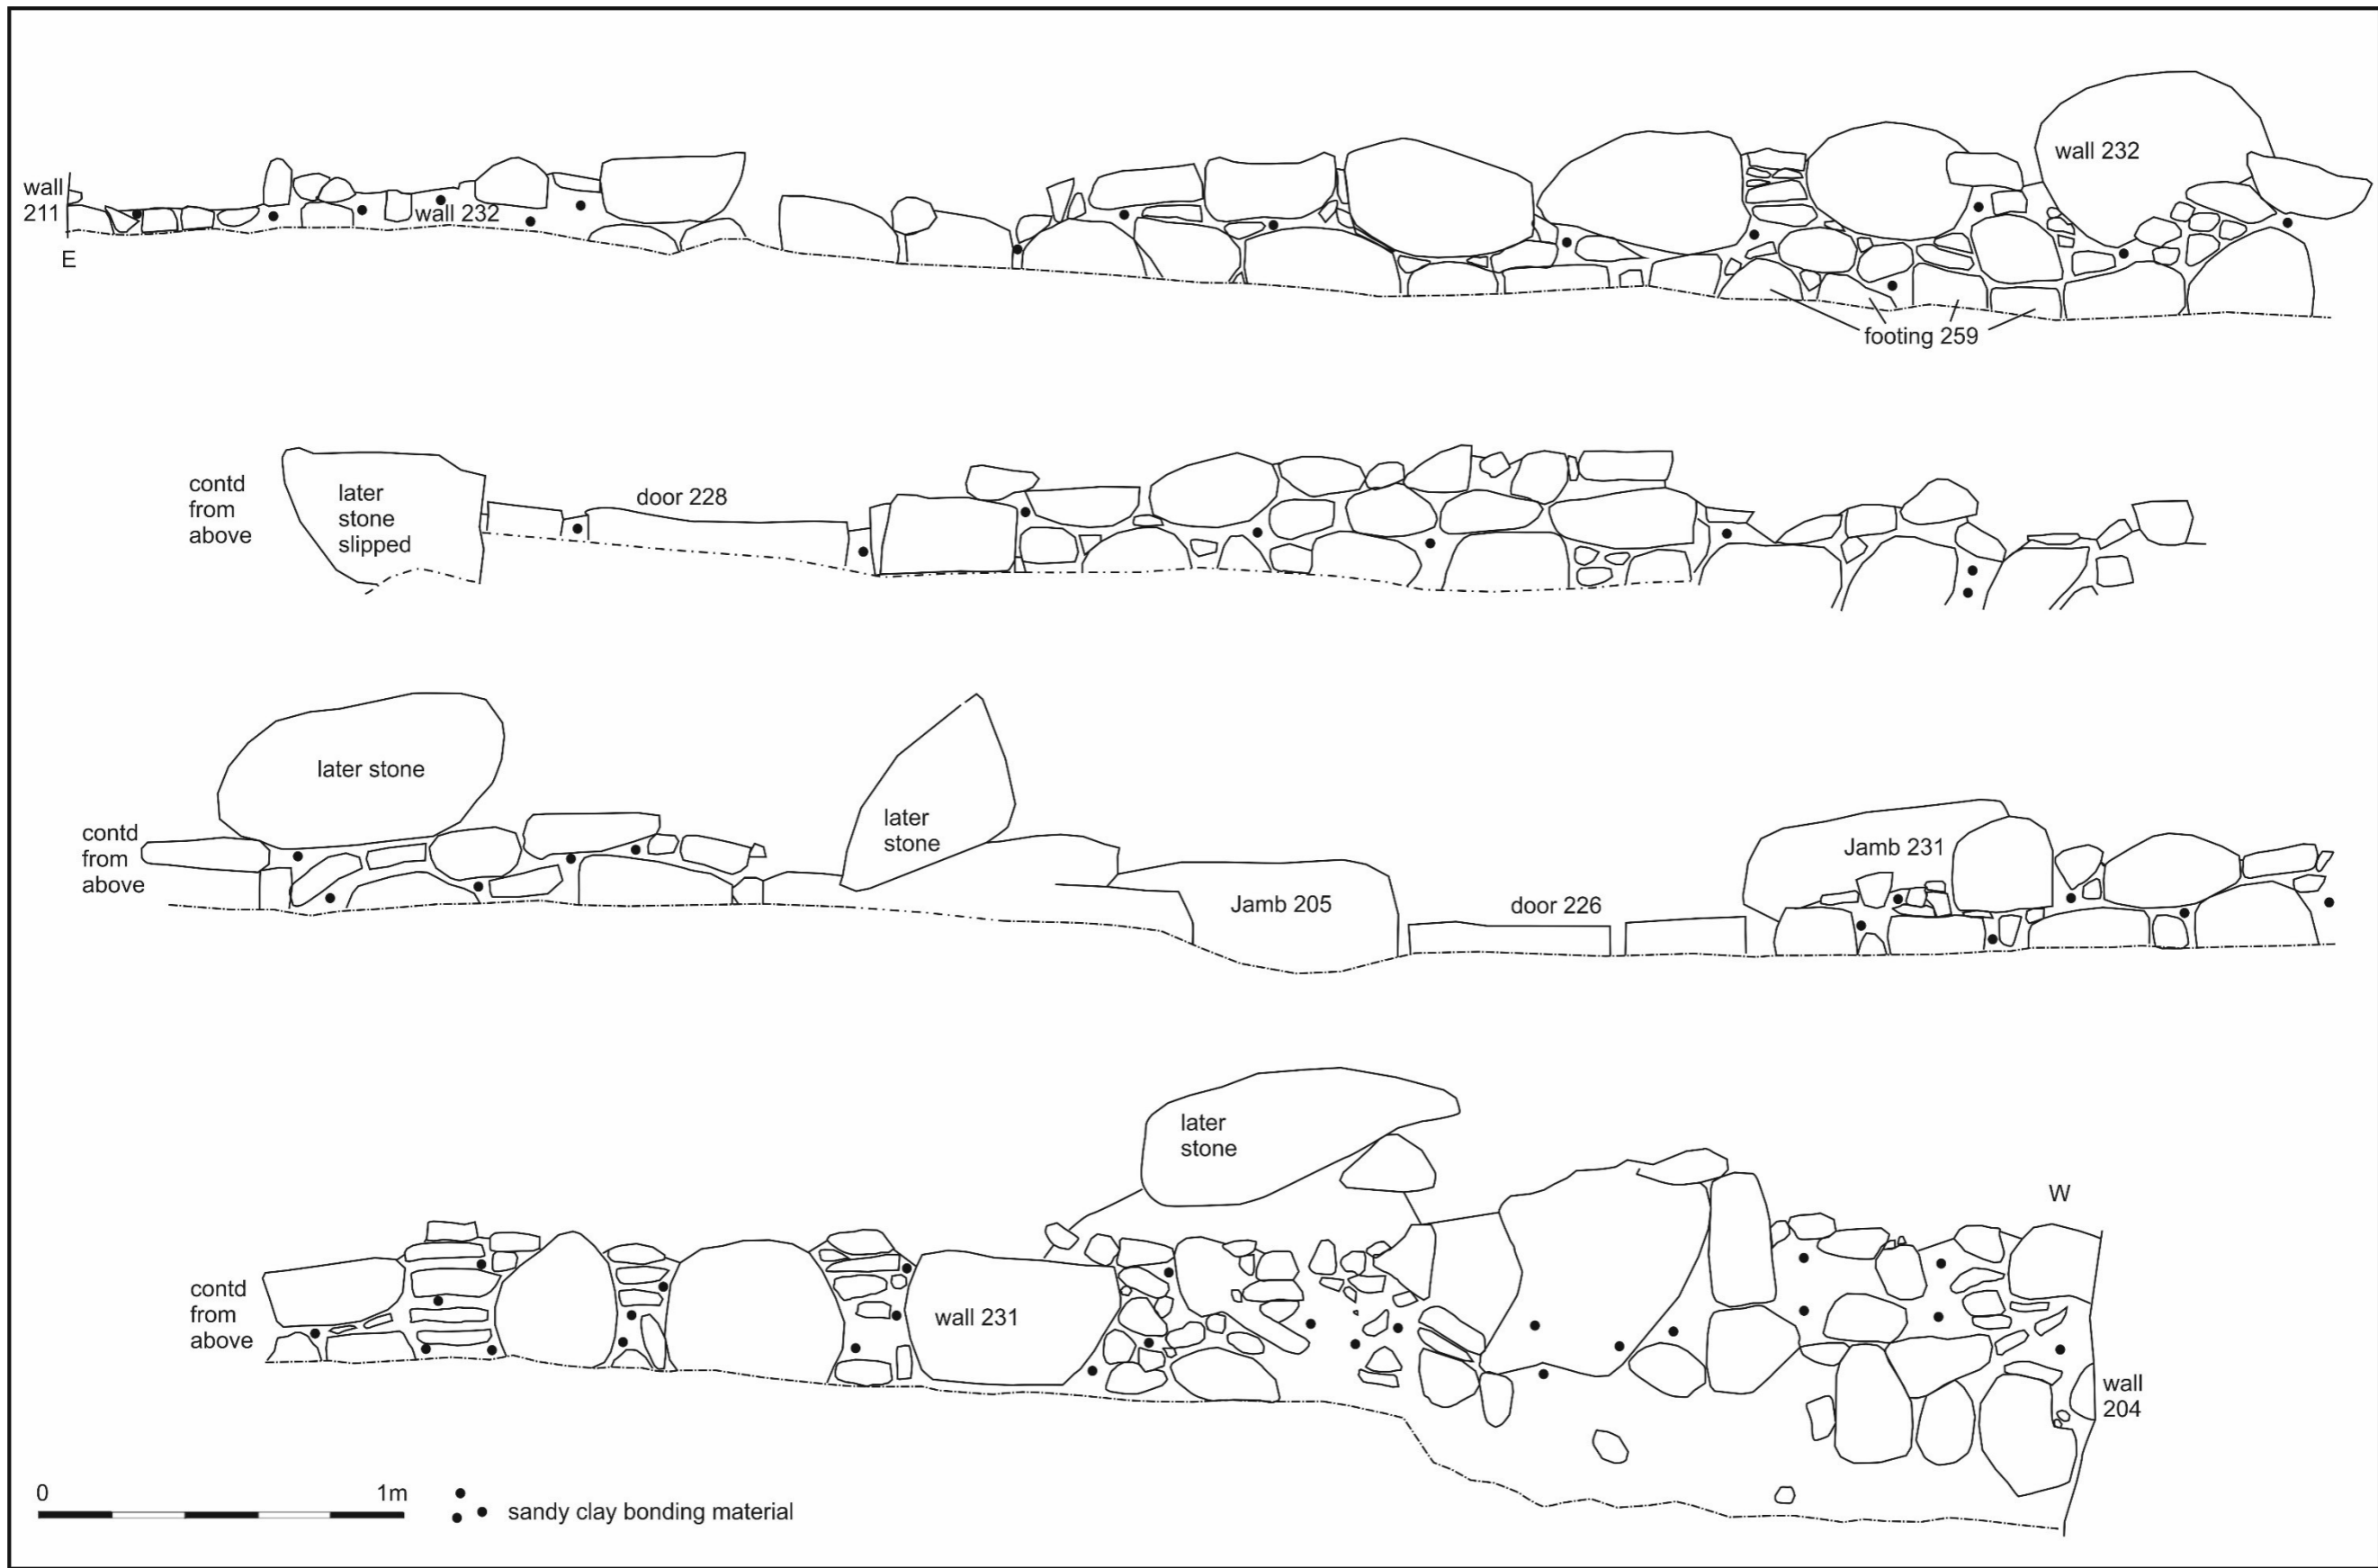 wall
211
E
wall 232
wall 232
footing 259
contd
from
above
later
stone
slipped
door 228
contd
from
above
later stone
later
stone
Jamb 205
door 226
Jamb 231
contd
from
above
wall 231
later
stone
W
wall
204
0 1m
sandy clay bonding material